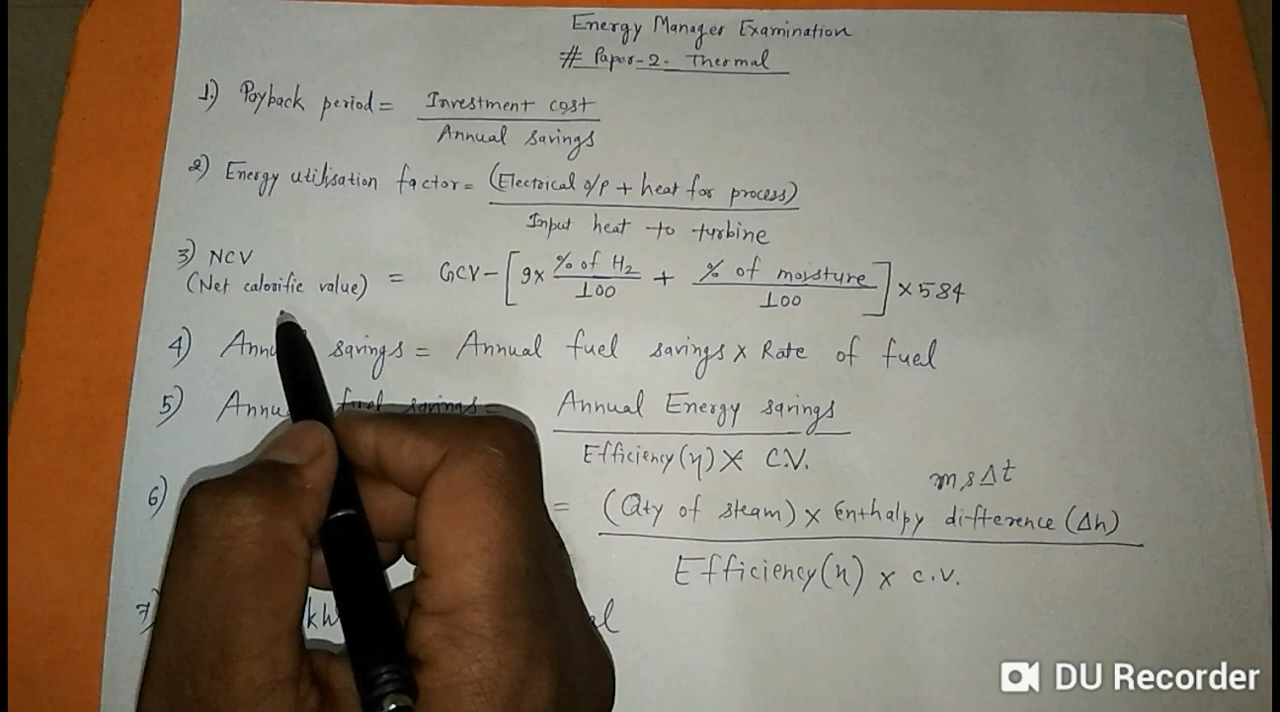 Energy Manager Examination
# Paper-2- Thermal
1.) Payback period = Investment cost
Annual savings
2) Energy utilisation factor = (Electrical o/p + heat for process)
Input heat to turbine
3) NCV
(Net calorific value) = GCV - [9x % of H2 / 100 + % of moisture / 100] x 584
4) savings = Annual fuel savings x Rate of fuel
5) fuel savings = Annual Energy savings
Efficiency (η) x C.V.
m s Δt
6) = (Qty of steam) x Enthalpy difference (Δh)
Efficiency (η) x C.V.
7)
DU Recorder